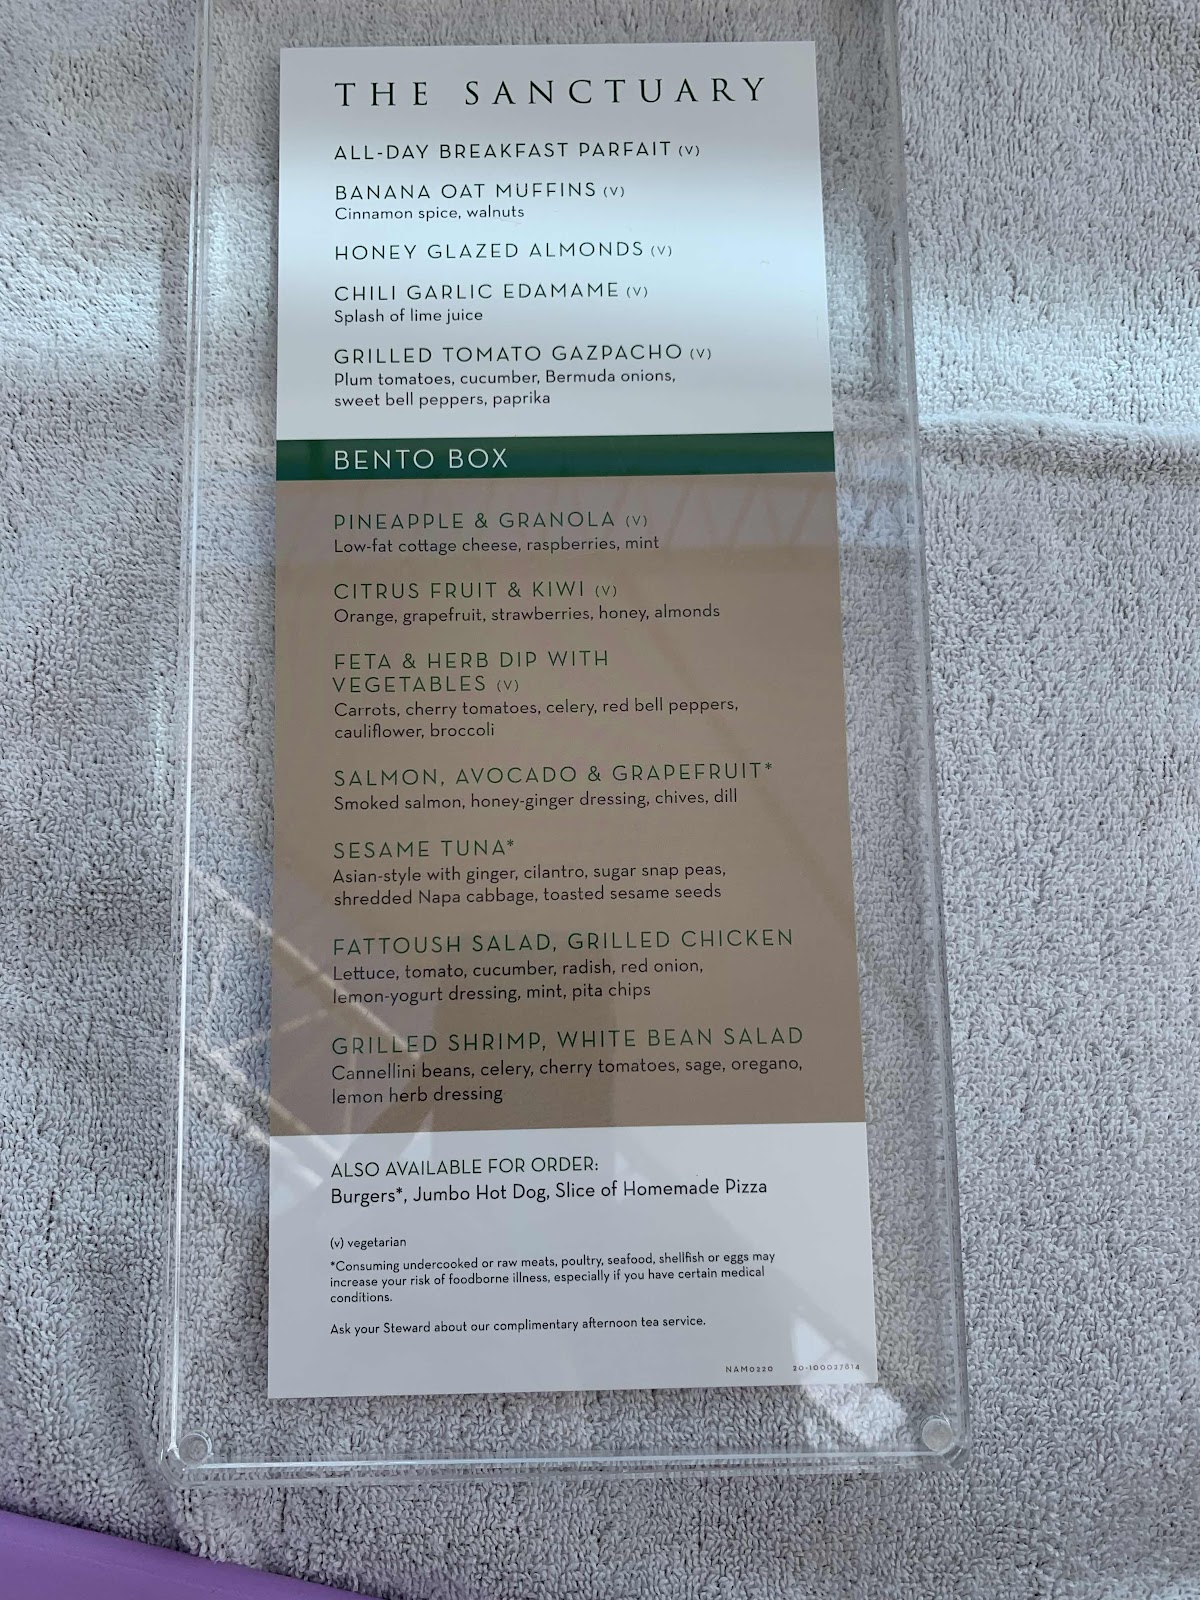 THE SANCTUARY
ALL-DAY BREAKFAST PARFAIT (V)
BANANA OAT MUFFINS (V)
Cinnamon spice, walnuts
HONEY GLAZED ALMONDS (V)
CHILI GARLIC EDAMAME (V)
Splash of lime juice
GRILLED TOMATO GAZPACHO (V)
Plum tomatoes, cucumber, Bermuda onions,
sweet bell peppers, paprika
BENTO BOX
PINEAPPLE & GRANOLA (V)
Low-fat cottage cheese, raspberries, mint
CITRUS FRUIT & KIWI (V)
Orange, grapefruit, strawberries, honey, almonds
FETA & HERB DIP WITH
VEGETABLES (V)
Carrots, cherry tomatoes, celery, red bell peppers,
cauliflower, broccoli
SALMON, AVOCADO & GRAPEFRUIT*
Smoked salmon, honey-ginger dressing, chives, dill
SESAME TUNA*
Asian-style with ginger, cilantro, sugar snap peas,
shredded Napa cabbage, toasted sesame seeds
FATTOUSH SALAD, GRILLED CHICKEN
Lettuce, tomato, cucumber, radish, red onion,
lemon-yogurt dressing, mint, pita chips
GRILLED SHRIMP, WHITE BEAN SALAD
Cannellini beans, celery, cherry tomatoes, sage, oregano,
lemon herb dressing
ALSO AVAILABLE FOR ORDER:
Burgers*, Jumbo Hot Dog, Slice of Homemade Pizza
(v) vegetarian
*Consuming undercooked or raw meats, poultry, seafood, shellfish or eggs may
increase your risk of foodborne illness, especially if you have certain medical
conditions.
Ask your Steward about our complimentary afternoon tea service.
NAM0220 20-100027814